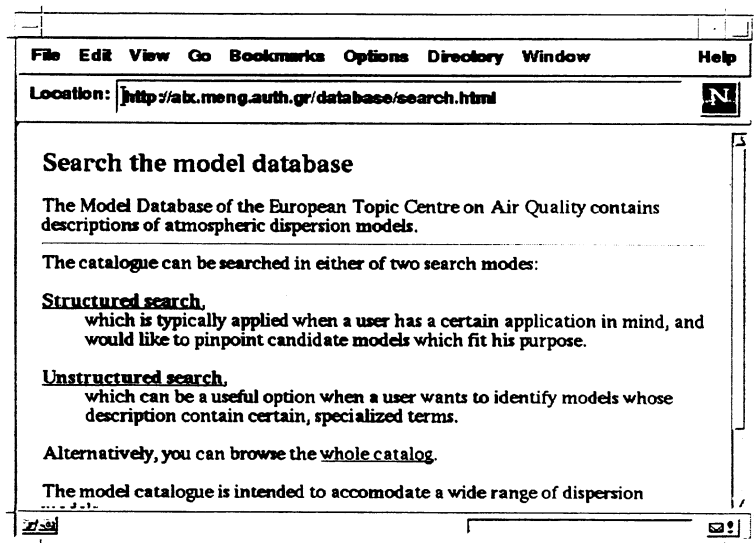 File Edit View Go Bookmarks Options Directory Window Help
Location: http://aix.meng.auth.gr/database/search.html
N
Search the model database
The Model Database of the European Topic Centre on Air Quality contains
descriptions of atmospheric dispersion models.
The catalogue can be searched in either of two search modes:
Structured search,
which is typically applied when a user has a certain application in mind, and
would like to pinpoint candidate models which fit his purpose.
Unstructured search,
which can be a useful option when a user wants to identify models whose
description contain certain, specialized terms.
Alternatively, you can browse the whole catalog.
The model catalogue is intended to accomodate a wide range of dispersion